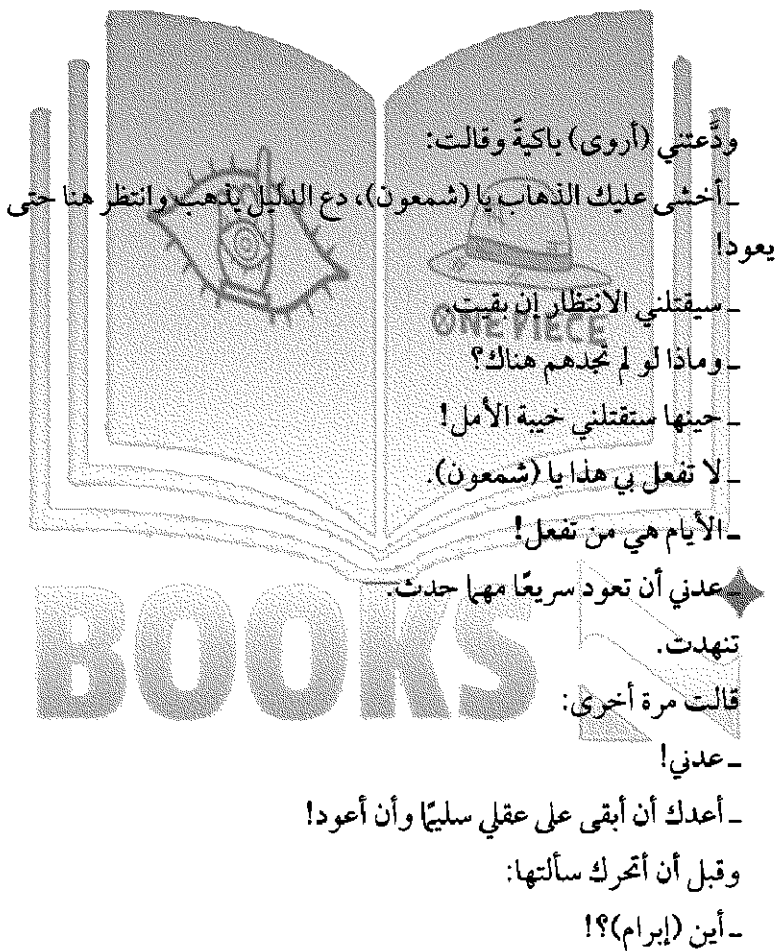 ودَّعتني (أروى) باكيةً وقالت:
ـ أخشى عليك الذهاب يا (شمعون)، دع الدليل يذهب وانتظر هنا حتى
يعود!
ـ سيقتلني الانتظار إن بقيت.
ONE PIECE
ـ وماذا لو لم تجدهم هناك؟
ـ حينها ستقتلني خيبة الأمل!
ـ لا تفعل بي هذا يا (شمعون).
ـ الأيام هي من تفعل!
ـ عدني أن تعود سريعًا مهما حدث.
تنهدت.
BOOKS
قالت مرة أخرى:
ـ عدني!
ـ أعدك أن أبقى على عقلي سليمًا وأن أعود!
وقبل أن أتحرك سألتها:
ـ أين (إبرام)؟!